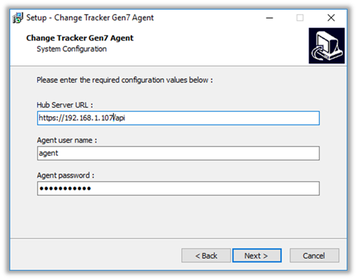 Setup - Change Tracker Gen7 Agent
Change Tracker Gen7 Agent
System Configuration
Please enter the required configuration values below :
Hub Server URL :
https://192.168.1.107/api
Agent user name :
agent
Agent password :
●●●●●●●●●●●
< Back
Next >
Cancel